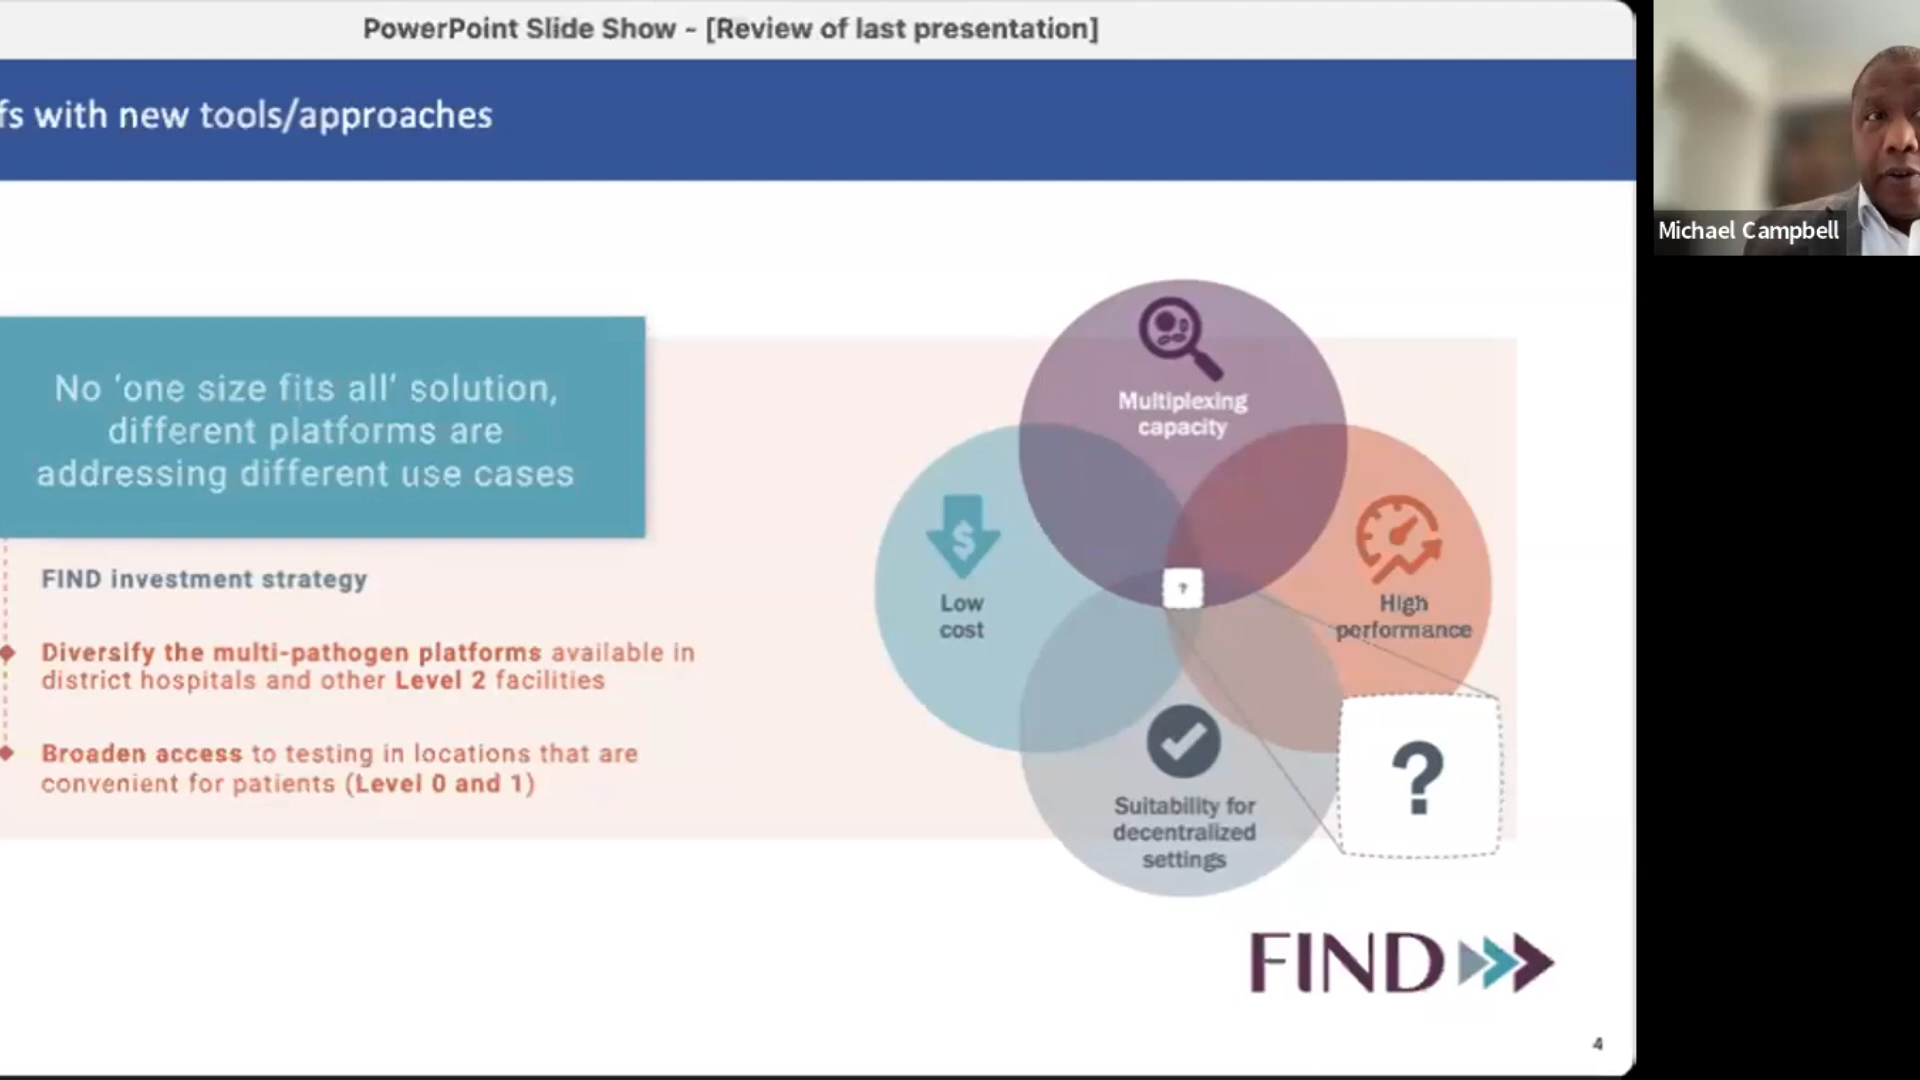 PowerPoint Slide Show - [Review of last presentation]
fs with new tools/approaches
Michael Campbell
No ‘one size fits all’ solution,
different platforms are
addressing different use cases
FIND investment strategy
Diversify the multi-pathogen platforms available in
district hospitals and other Level 2 facilities
Broaden access to testing in locations that are
convenient for patients (Level 0 and 1)
Multiplexing
capacity
$
Low
cost
High
performance
?
?
Suitability for
decentralized
settings
FIND
4